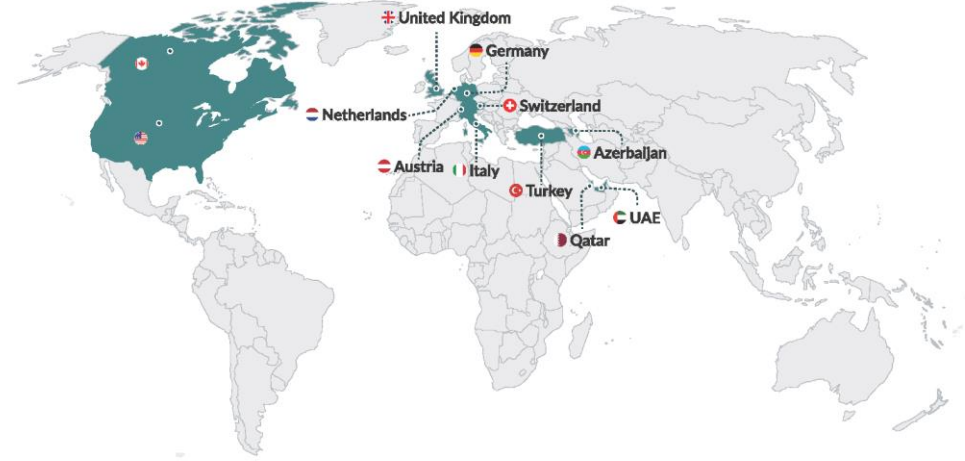 United Kingdom
Germany
Switzerland
Netherlands
Azerbaijan
Austria
Italy
Turkey
UAE
Qatar